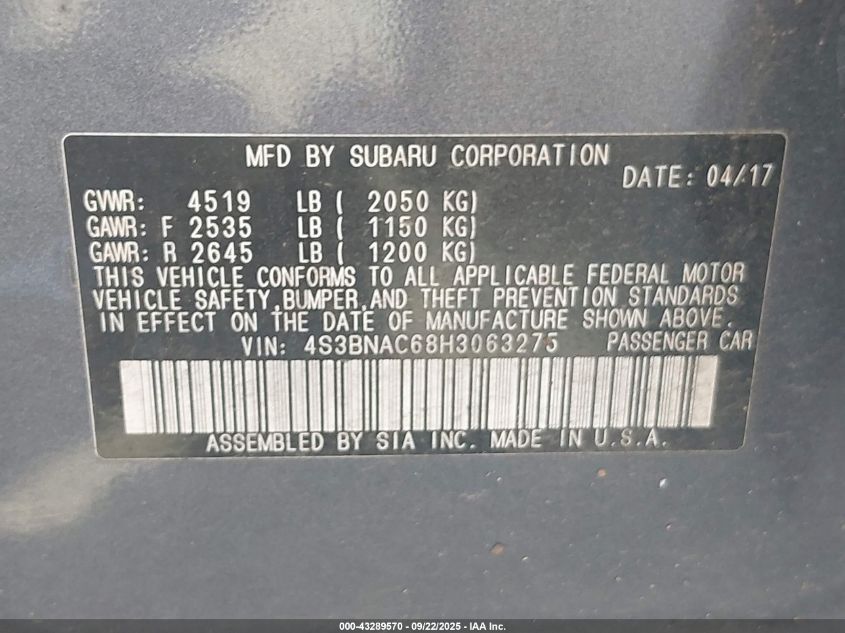 MFD BY SUBARU CORPORATION
DATE: 04/17
GVWR: 4519 LB ( 2050 KG)
GAWR: F 2535 LB ( 1150 KG)
GAWR: R 2645 LB ( 1200 KG)
THIS VEHICLE CONFORMS TO ALL APPLICABLE FEDERAL MOTOR
VEHICLE SAFETY,BUMPER,AND THEFT PREVENTION STANDARDS
IN EFFECT ON THE DATE OF MANUFACTURE SHOWN ABOVE.
VIN: 4S3BNAC68H3063275 PASSENGER CAR
ASSEMBLED BY SIA INC. MADE IN U.S.A.
000-43289570 - 09/22/2025 - IAA Inc.